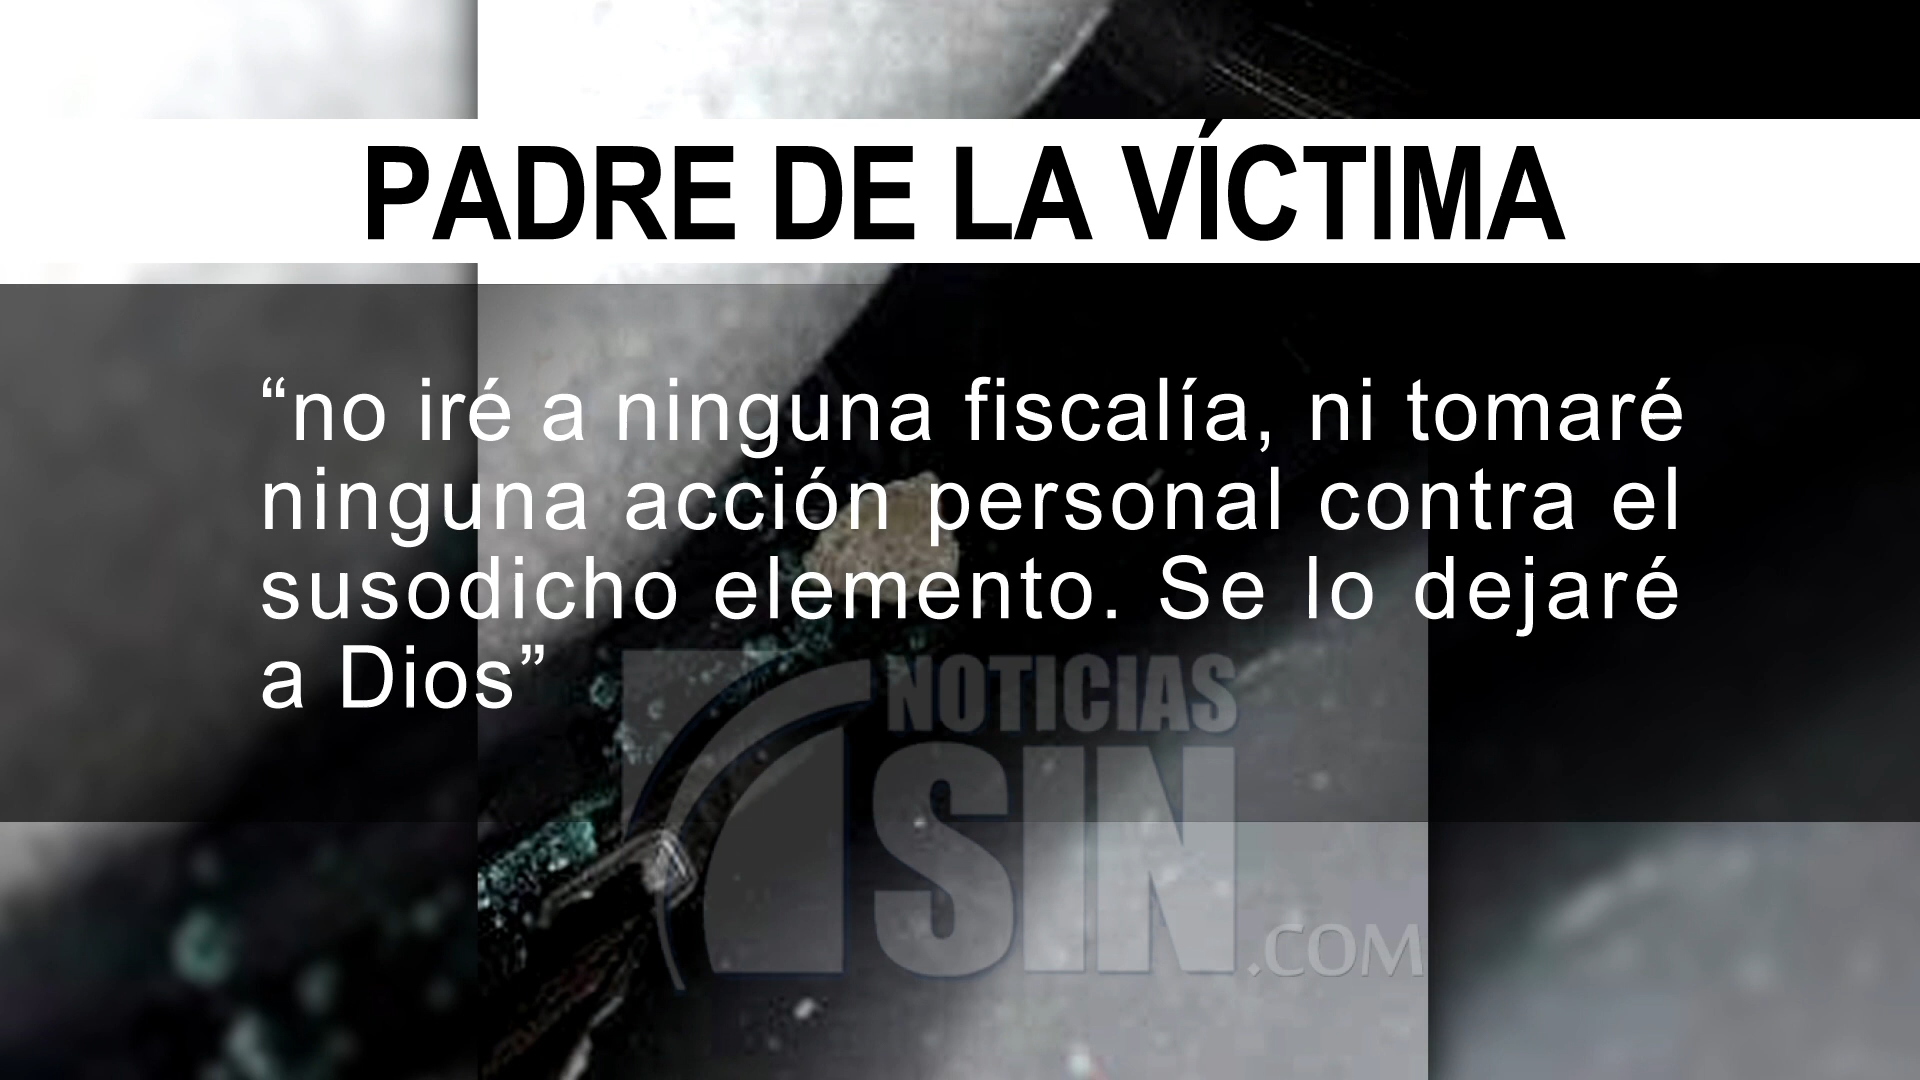 PADRE DE LA VÍCTIMA
“no iré a ninguna fiscalía, ni tomaré
ninguna acción personal contra el
susodicho elemento. Se lo dejaré
a Dios”
NOTICIAS
SIN
.COM